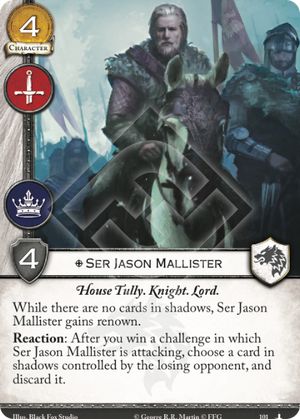 4
CHARACTER
4
SER JASON MALLISTER
House Tully. Knight. Lord.
While there are no cards in shadows, Ser Jason
Mallister gains renown.
Reaction: After you win a challenge in which
Ser Jason Mallister is attacking, choose a card in
shadows controlled by the losing opponent, and
discard it.
Illus. Black Fox Studio © George R.R. Martin © FFG 101